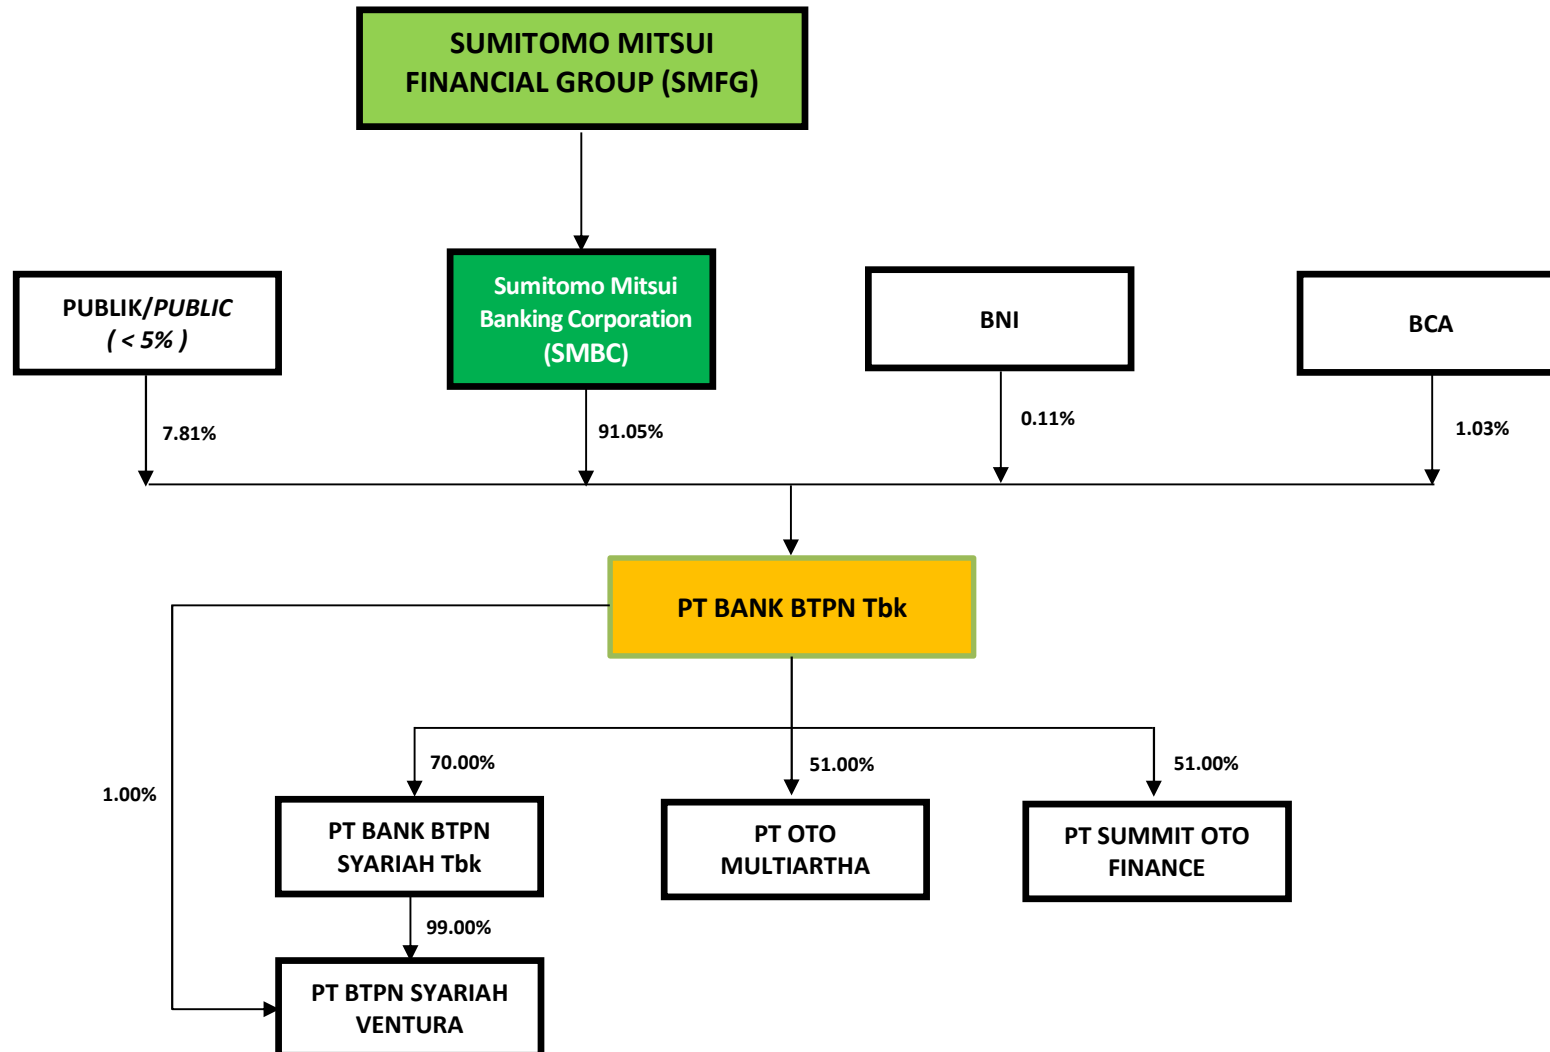 SUMITOMO MITSUI
FINANCIAL GROUP (SMFG)
PUBLIK/PUBLIC
( < 5% )
Sumitomo Mitsui
Banking Corporation
(SMBC)
BNI
BCA
7.81%
91.05%
0.11%
1.03%
PT BANK BTPN Tbk
70.00%
51.00%
51.00%
1.00%
PT BANK BTPN
SYARIAH Tbk
PT OTO
MULTIARTHA
PT SUMMIT OTO
FINANCE
99.00%
PT BTPN SYARIAH
VENTURA